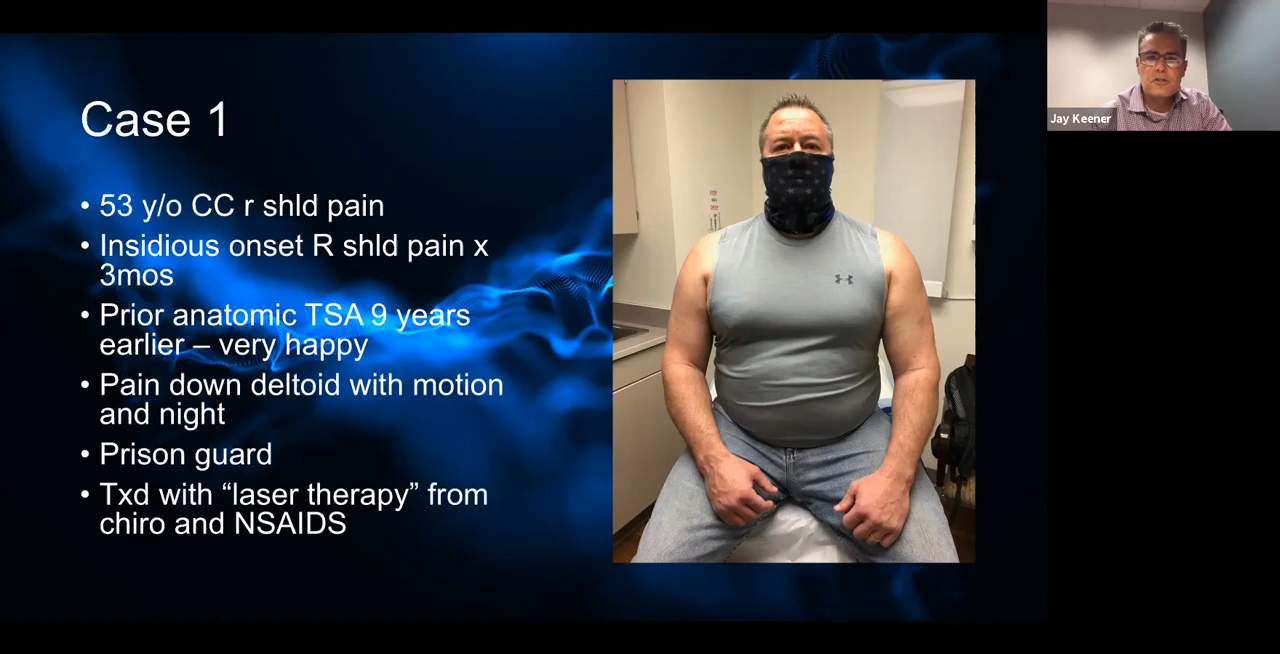 Case 1
• 53 y/o CC r shld pain
• Insidious onset R shld pain x
3mos
• Prior anatomic TSA 9 years
earlier – very happy
• Pain down deltoid with motion
and night
• Prison guard
• Txd with “laser therapy” from
chiro and NSAIDS
Jay Keener